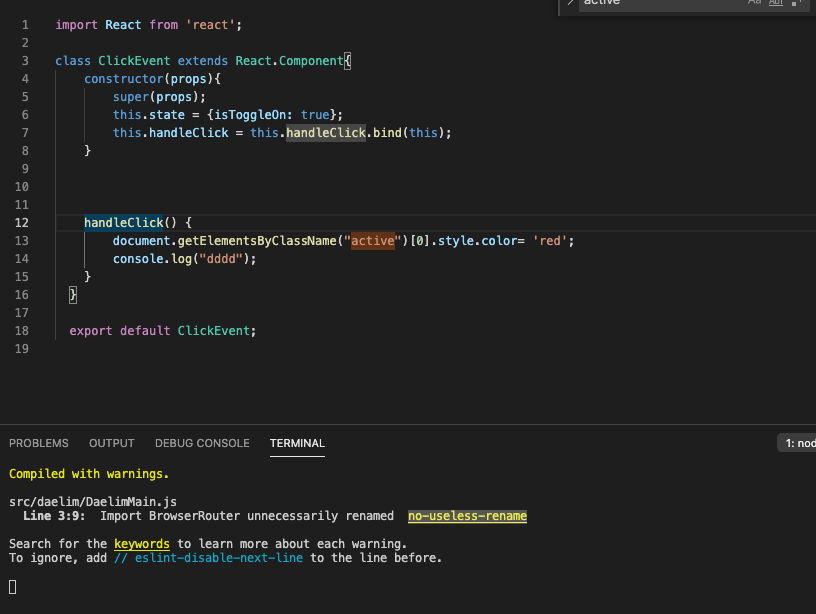 active Aa Abl
1 import React from 'react';
2
3 class ClickEvent extends React.Component{
4 constructor(props){
5 super(props);
6 this.state = {isToggleOn: true};
7 this.handleClick = this.handleClick.bind(this);
8 }
9
10
11
12 handleClick() {
13 document.getElementsByClassName("active")[0].style.color= 'red';
14 console.log("dddd");
15 }
16 }
17
18 export default ClickEvent;
19
PROBLEMS OUTPUT DEBUG CONSOLE TERMINAL 1: nod
Compiled with warnings.
src/daelim/DaelimMain.js
Line 3:9: Import BrowserRouter unnecessarily renamed no-useless-rename
Search for the keywords to learn more about each warning.
To ignore, add // eslint-disable-next-line to the line before.